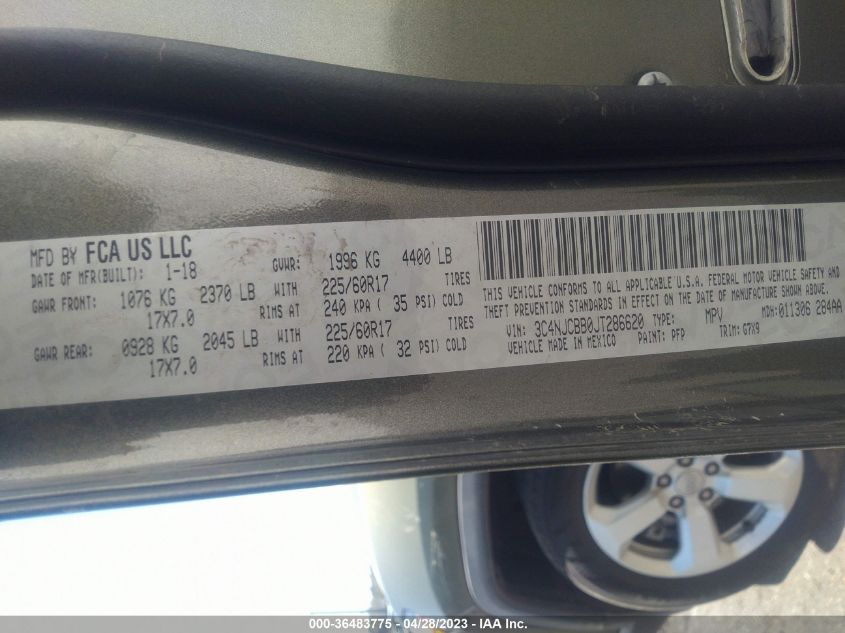 MFD BY FCA US LLC
DATE OF MFR(BUILT): 1-18 GVWR: 1996 KG 4400 LB
GAWR FRONT: 1076 KG 2370 LB WITH 225/60R17 TIRES
17X7.0 RIMS AT 240 KPA ( 35 PSI) COLD
GAWR REAR: 0928 KG 2045 LB WITH 225/60R17 TIRES
17X7.0 RIMS AT 220 KPA ( 32 PSI) COLD
THIS VEHICLE CONFORMS TO ALL APPLICABLE U.S.A. FEDERAL MOTOR VEHICLE SAFETY AND
THEFT PREVENTION STANDARDS IN EFFECT ON THE DATE OF MANUFACTURE SHOWN ABOVE.
VIN: 3C4NJCBB0JT286620 TYPE: MPV MDH:011306 284AA
VEHICLE MADE IN MEXICO PAINT: PFP TRIM: G7X9
000-36483775 - 04/28/2023 - IAA Inc.